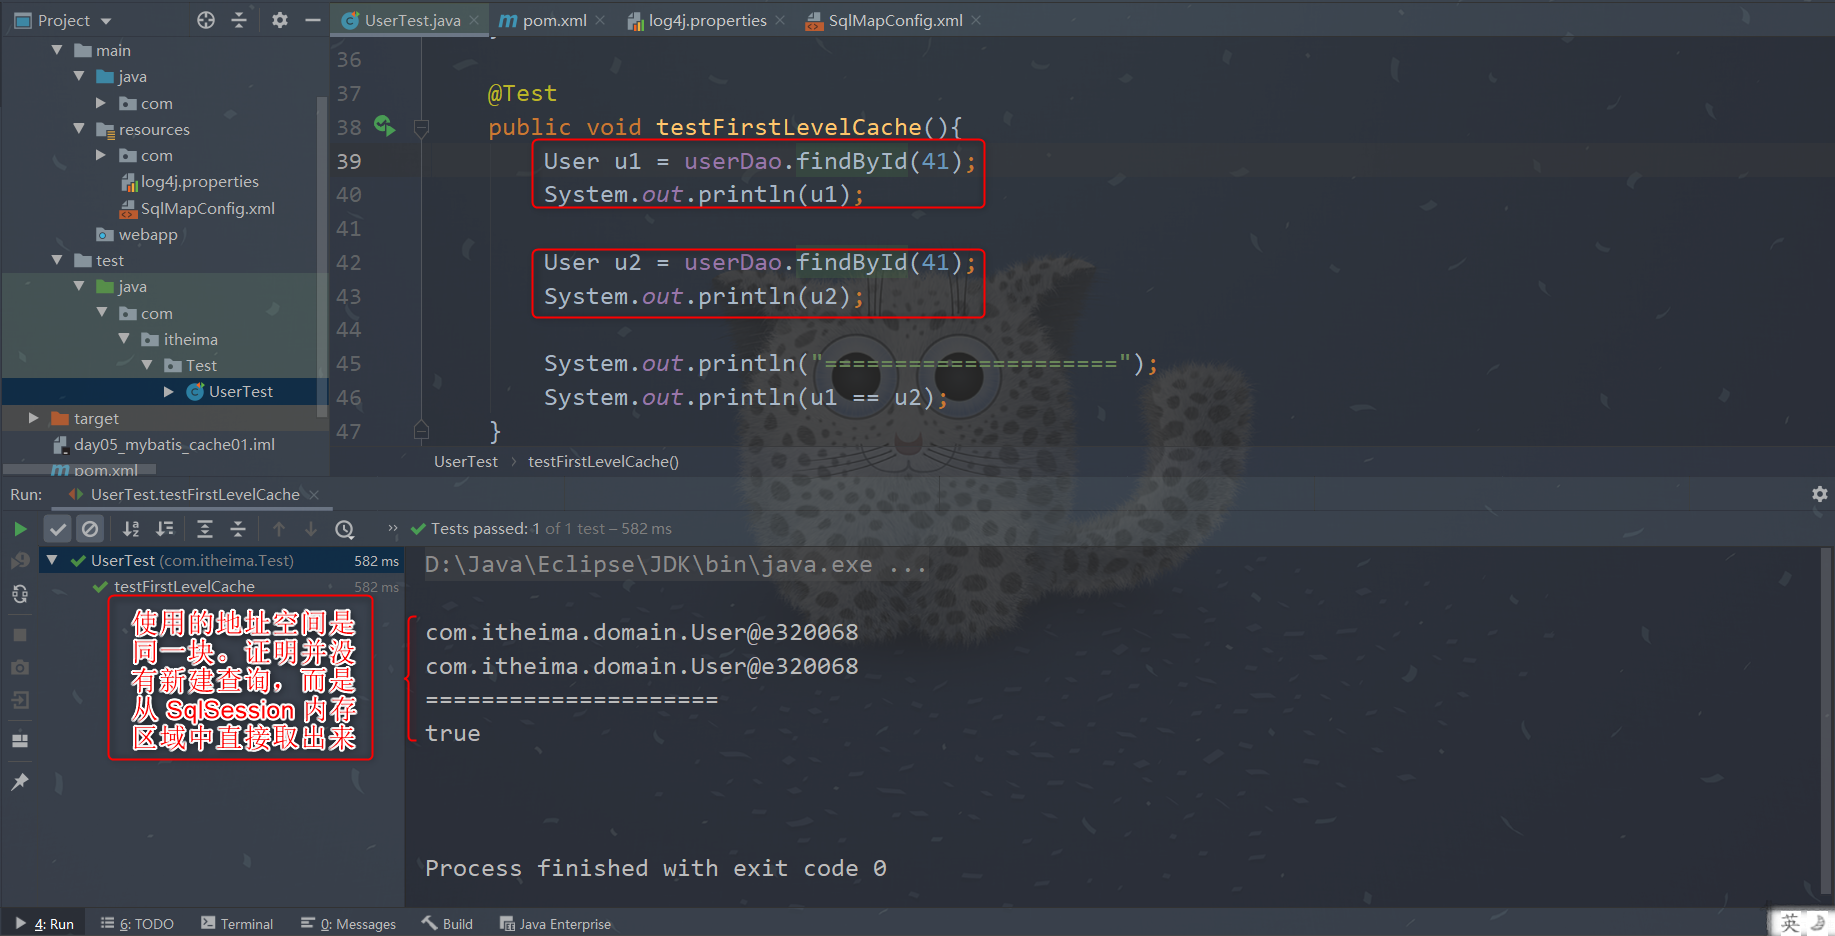 Project
UserTest.java
pom.xml
log4j.properties
SqlMapConfig.xml
main
java
com
resources
com
log4j.properties
SqlMapConfig.xml
webapp
test
java
com
itheima
Test
UserTest
target
day05_mybatis_cache01.iml
pom.xml
36
37 @Test
38 public void testFirstLevelCache(){
39 User u1 = userDao.findById(41);
40 System.out.println(u1);
41
42 User u2 = userDao.findById(41);
43 System.out.println(u2);
44
45 System.out.println("=====================");
46 System.out.println(u1 == u2);
47 }
UserTest › testFirstLevelCache()
Run: UserTest.testFirstLevelCache
Tests passed: 1 of 1 test – 582 ms
UserTest (com.itheima.Test) 582 ms
testFirstLevelCache 582 ms
使用的地址空间是
同一块。证明并没
有新建查询，而是
从 SqlSession 内存
区域中直接取出来
D:\Java\Eclipse\JDK\bin\java.exe ...
com.itheima.domain.User@e320068
com.itheima.domain.User@e320068
=====================
true
Process finished with exit code 0
4: Run
6: TODO
Terminal
0: Messages
Build
Java Enterprise
英